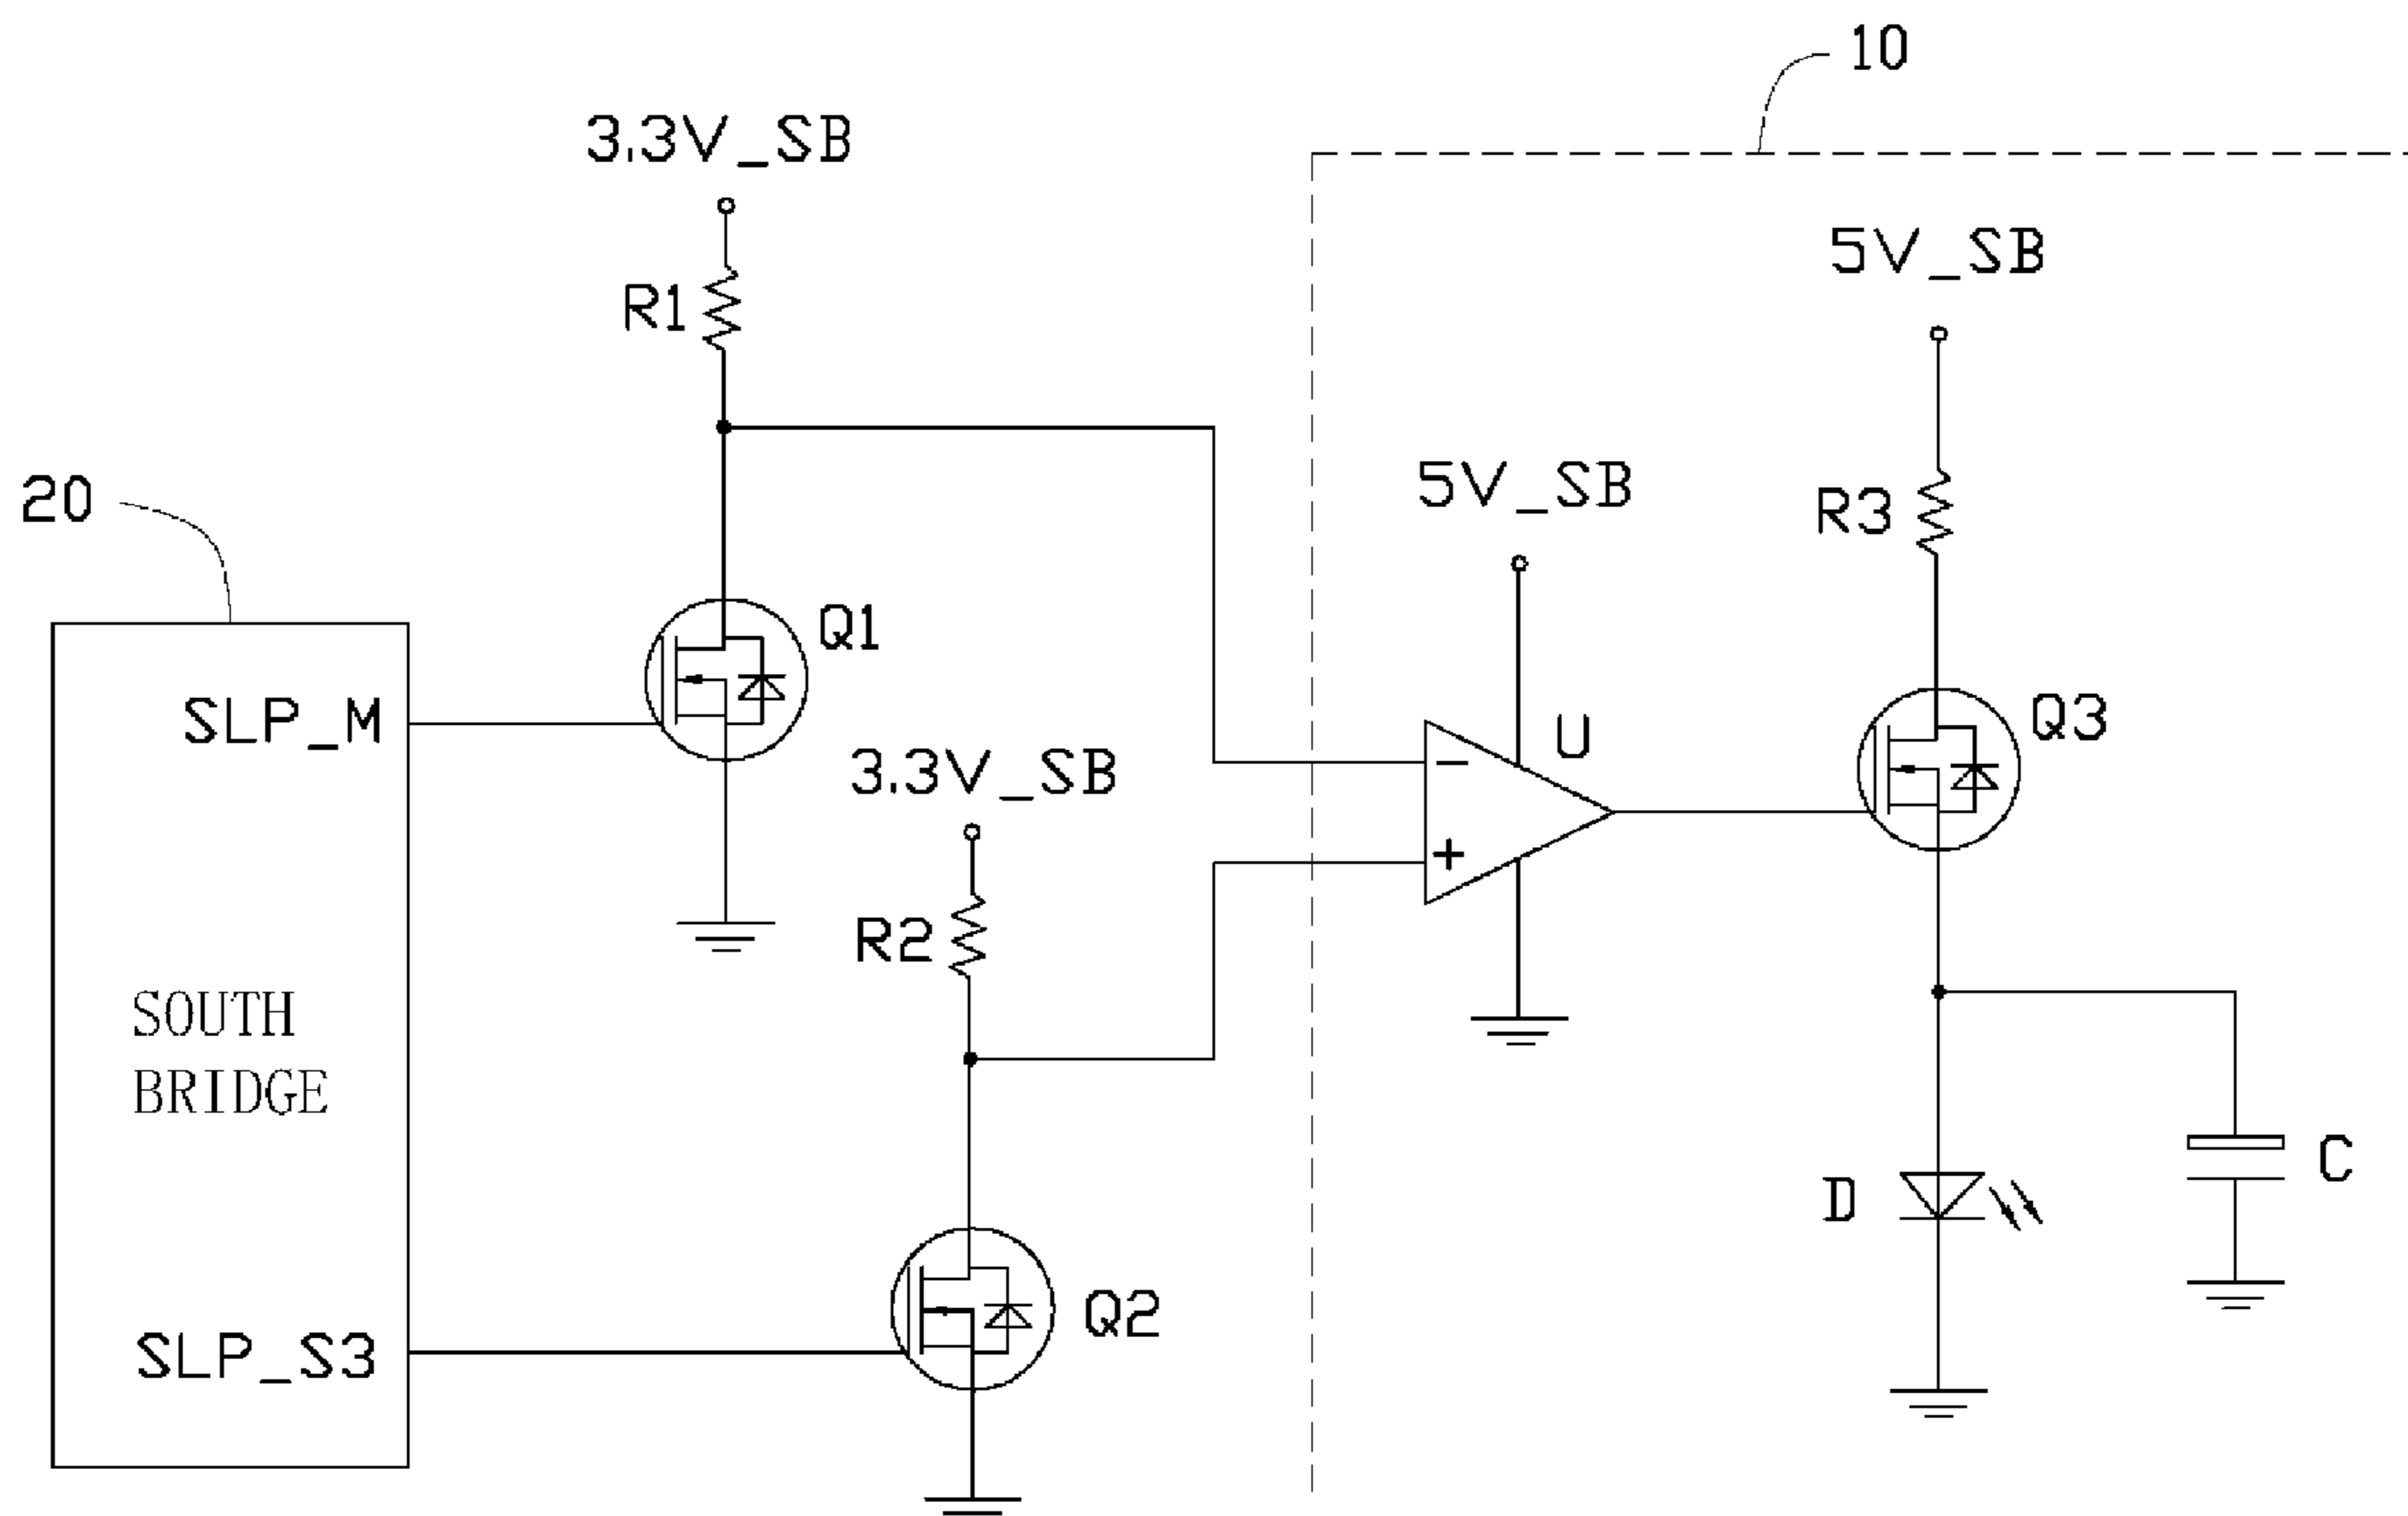 10
3.3V_SB
5V_SB
R1
5V_SB
20
R3
Q1
SLP_M
Q3
U
3.3V_SB
−
+
R2
SOUTH
BRIDGE
D
C
Q2
SLP_S3